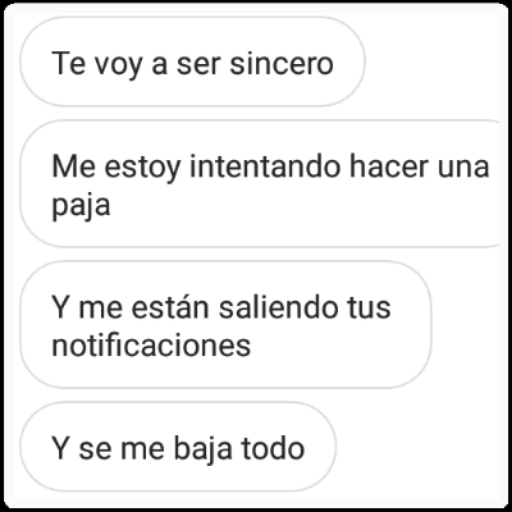 Te voy a ser sincero
Me estoy intentando hacer una
paja
Y me están saliendo tus
notificaciones
Y se me baja todo